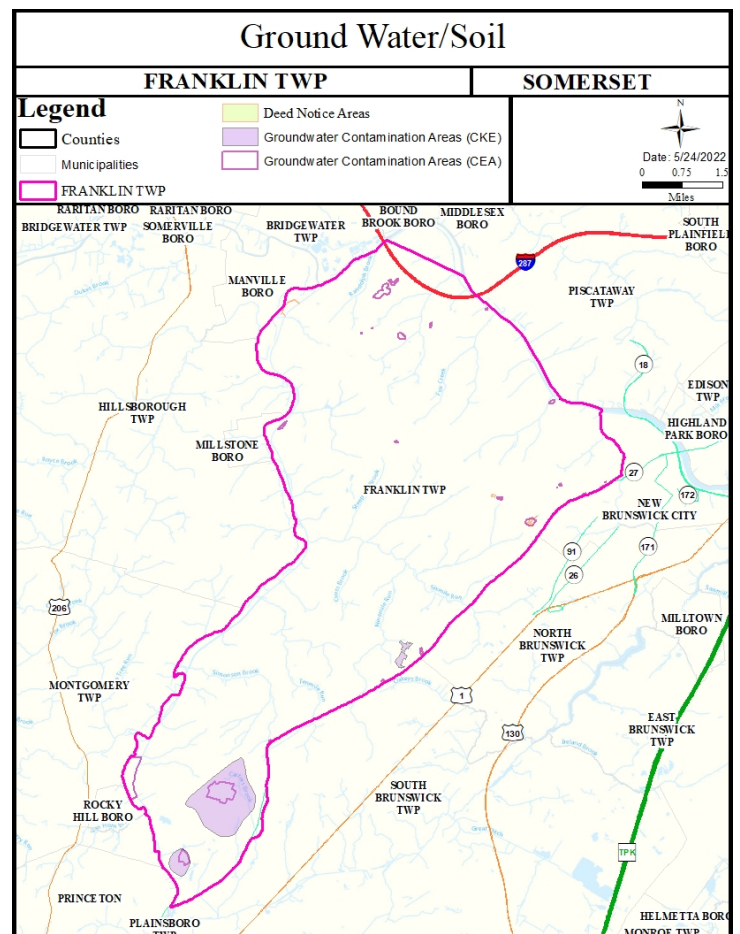 Ground Water/Soil
FRANKLIN TWP
SOMERSET
Legend
Counties
Municipalities
FRANKLIN TWP
Deed Notice Areas
Groundwater Contamination Areas (CKE)
Groundwater Contamination Areas (CEA)
N
Date: 5/24/2022
0 0.75 1.5
Miles
RARITAN BORO
RARITAN BORO
BRIDGEWATER TWP
SOMERVILLE
BORO
BRIDGEWATER
TWP
BOUND
BROOK BORO
MIDDLESEX
BORO
SOUTH
PLAINFIEL
BORO
287
MANVILLE
BORO
PISCATAWAY
TWP
18
EDISON
TWP
HILLSBOROUGH
TWP
HIGHLAND
PARK BORO
MILLSTONE
BORO
27
FRANKLIN TWP
172
NEW
BRUNSWICK CITY
91
171
26
206
MILLTOWN
BORO
NORTH
BRUNSWICK
TWP
MONTGOMERY
TWP
1
EAST
BRUNSWICK
TWP
130
SOUTH
BRUNSWICK
TWP
ROCKY
HILL BORO
TPK
PRINCETON
PLAINSBORO
TWP
HELMETTA BORO
MONROE TWP